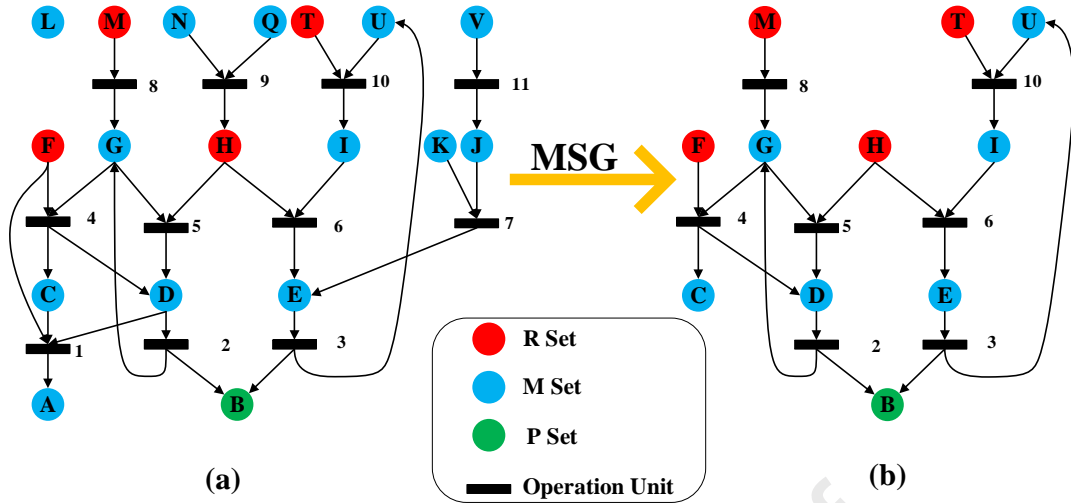 L M N Q T U V M T U
8 9 10 11 8 10
F G H I K J MSG F G H I
4 5 6 7 4 5 6
C D E C D E
1 2 3 2 3
A B B
R Set
M Set
P Set
Operation Unit
(a) (b)